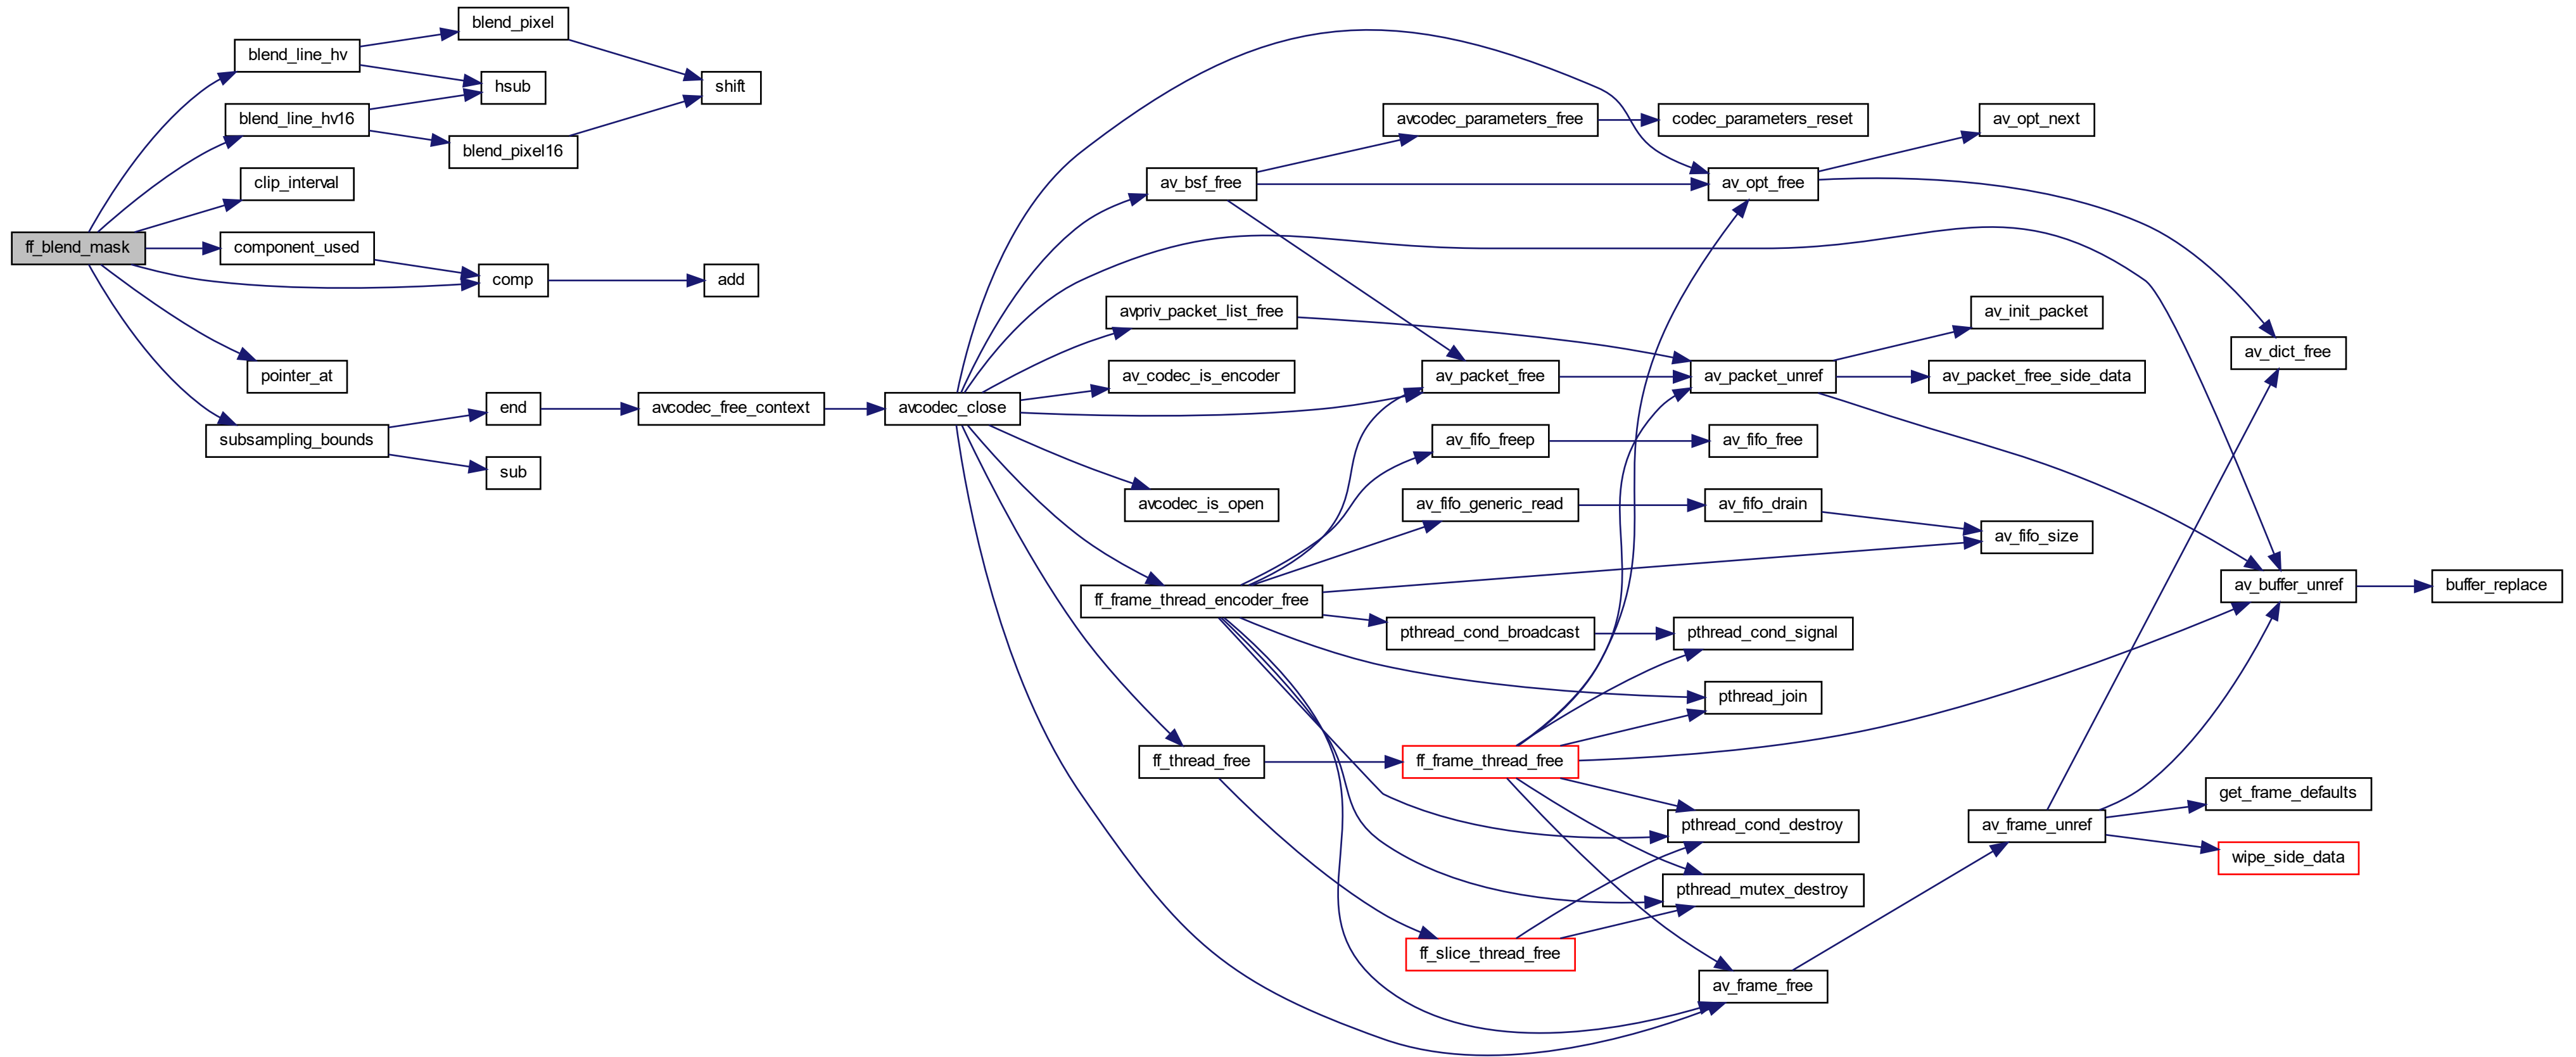 ff_blend_mask
blend_line_hv
blend_pixel
hsub
shift
blend_line_hv16
blend_pixel16
clip_interval
component_used
comp
add
pointer_at
subsampling_bounds
end
sub
avcodec_free_context
avcodec_close
av_bsf_free
avcodec_parameters_free
codec_parameters_reset
av_opt_free
av_opt_next
av_dict_free
avpriv_packet_list_free
av_codec_is_encoder
av_packet_free
av_packet_unref
av_init_packet
av_packet_free_side_data
av_buffer_unref
buffer_replace
avcodec_is_open
ff_frame_thread_encoder_free
av_fifo_freep
av_fifo_free
av_fifo_generic_read
av_fifo_drain
av_fifo_size
pthread_cond_broadcast
pthread_cond_signal
pthread_join
ff_thread_free
ff_frame_thread_free
pthread_cond_destroy
pthread_mutex_destroy
ff_slice_thread_free
av_frame_free
av_frame_unref
get_frame_defaults
wipe_side_data